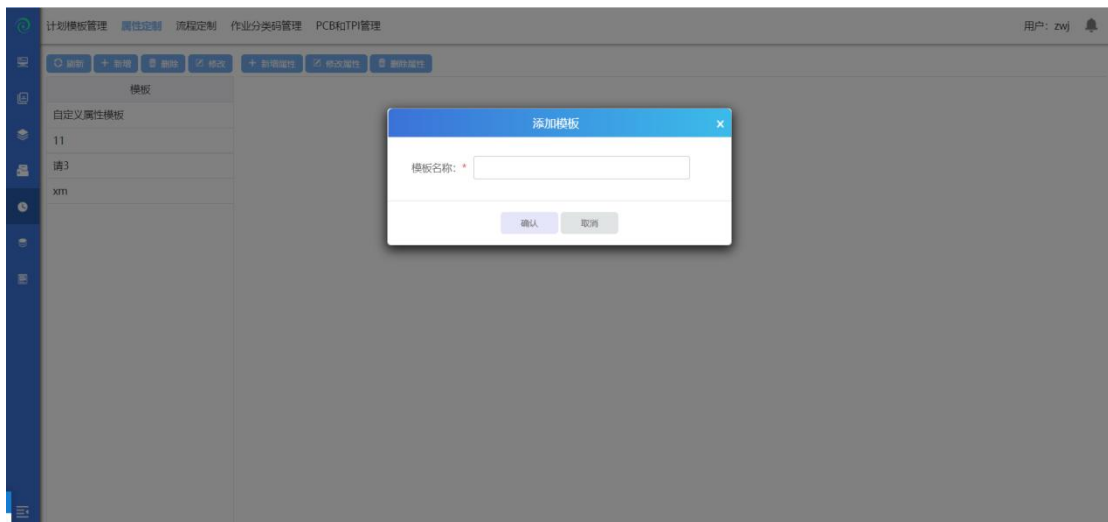 计划模板管理 属性定制 流程定制 作业分类码管理 PCB和TPI管理 用户：zwj
刷新 新增 删除 修改 新增属性 修改属性 删除属性
模板
自定义属性模板
11
请3
xm
添加模板
模板名称：*
确认 取消